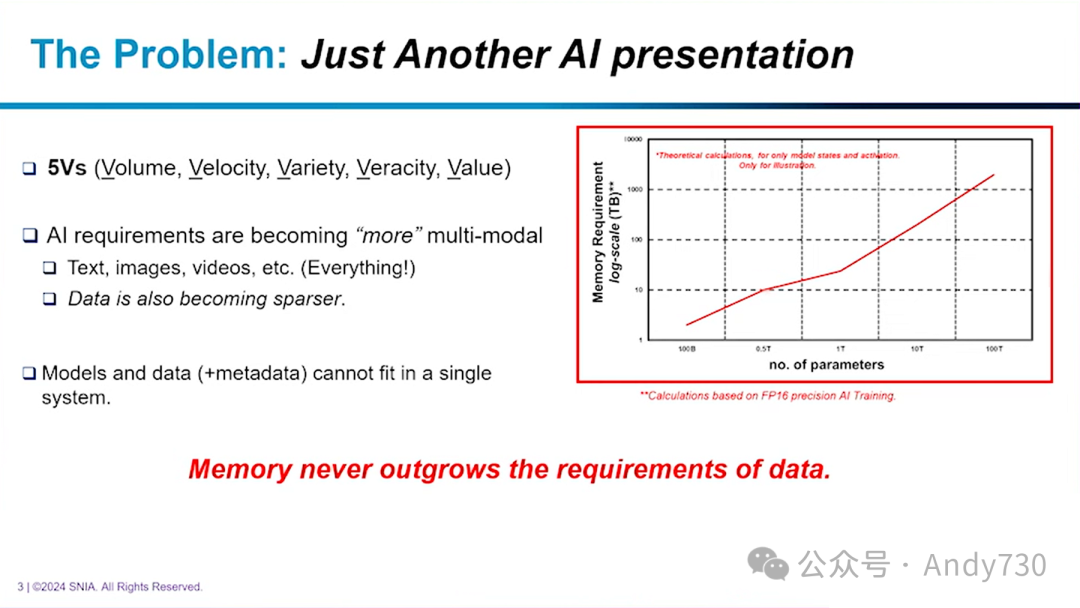 The Problem: Just Another AI presentation
5Vs (Volume, Velocity, Variety, Veracity, Value)
AI requirements are becoming “more” multi-modal
Text, images, videos, etc. (Everything!)
Data is also becoming sparser.
Models and data (+metadata) cannot fit in a single
system.
Memory Requirement
log-scale (TB)**
10000
1000
100
10
1
*Theoretical calculations, for only model states and activation.
Only for illustration.
100B
0.5T
1T
10T
100T
no. of parameters
**Calculations based on FP16 precision AI Training.
Memory never outgrows the requirements of data.
3 | ©2024 SNIA. All Rights Reserved.
公众号 · Andy730